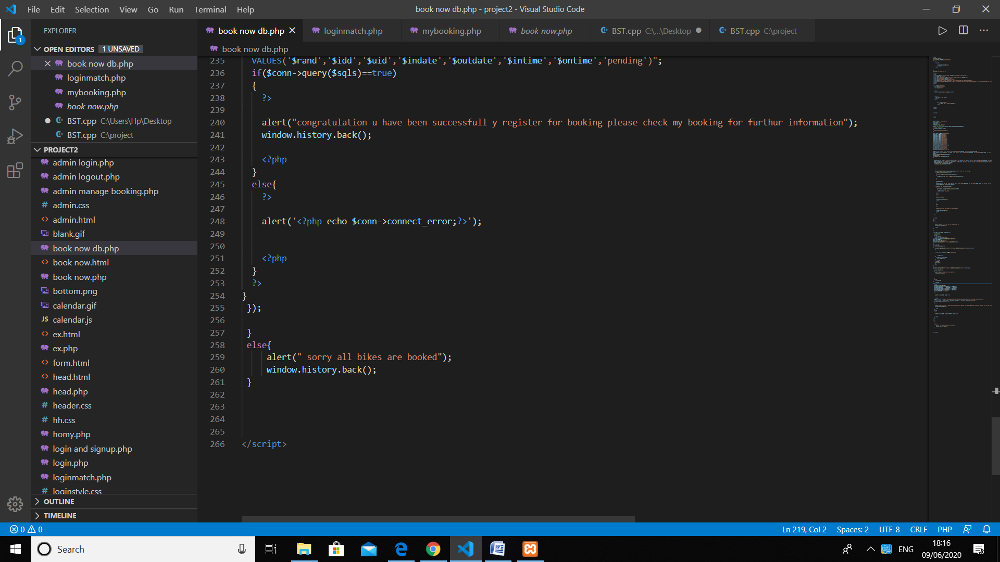 File Edit Selection View Go Run Terminal Help
book now db.php - project2 - Visual Studio Code
EXPLORER
1
OPEN EDITORS 1 UNSAVED
book now db.php
loginmatch.php
mybooking.php
book now.php
BST.cpp C:\Users\Hp\Desktop
BST.cpp C:\project
PROJECT2
admin login.php
admin logout.php
admin manage booking.php
# admin.css
<> admin.html
blank.gif
book now db.php
<> book now.html
book now.php
bottom.png
calendar.gif
JS calendar.js
<> ex.html
ex.php
<> form.html
<> head.html
head.php
# header.css
# hh.css
homy.php
login and signup.php
login.php
loginmatch.php
# loginstyle.css
OUTLINE
TIMELINE
book now db.php loginmatch.php mybooking.php book now.php BST.cpp C:\...\Desktop BST.cpp C:\project
book now db.php
235 VALUES('$rand','$idd','$uid','$indate','$outdate','$intime','$ontime','pending')";
236 if($conn->query($sqls)==true)
237 {
238 ?>
239
240 alert("congratulation u have been successfull y register for booking please check my booking for furthur information");
241 window.history.back();
242
243 <?php
244 }
245 else{
246 ?>
247
248 alert('<?php echo $conn->connect_error;?>');
249
250
251 <?php
252 }
253 ?>
254 }
255 });
256
257 }
258 else{
259 alert(" sorry all bikes are booked");
260 window.history.back();
261 }
262
263
264
265
266 </script>
0 0
Ln 219, Col 2 Spaces: 2 UTF-8 CRLF PHP
Search
ENG
18:16
09/06/2020